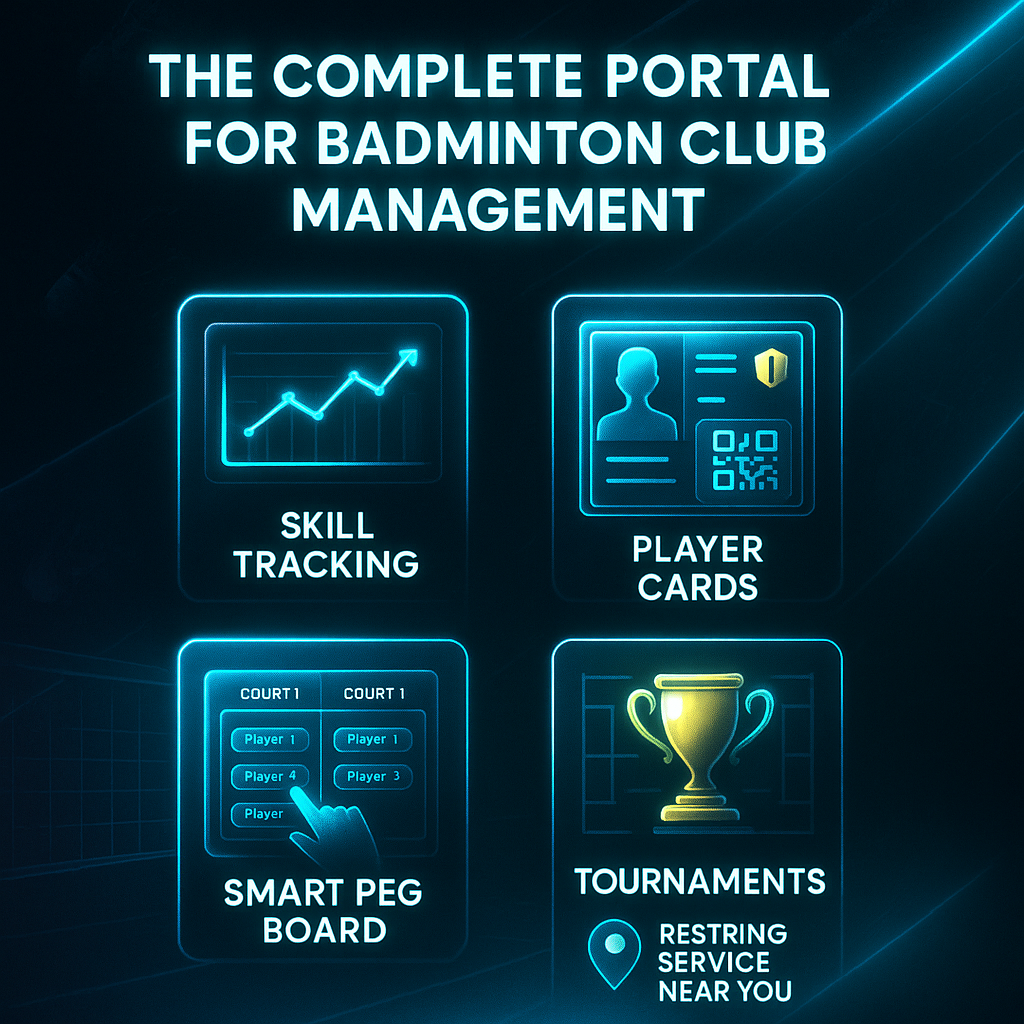 THE COMPLETE PORTAL
FOR BADMINTON CLUB
MANAGEMENT
SKILL
TRACKING
PLAYER
CARDS
COURT 1 COURT 1
Player 1 Player 1
Player 4 Player 3
Player
SMART PEG
BOARD
TOURNAMENTS
RESTRING
SERVICE
NEAR YOU